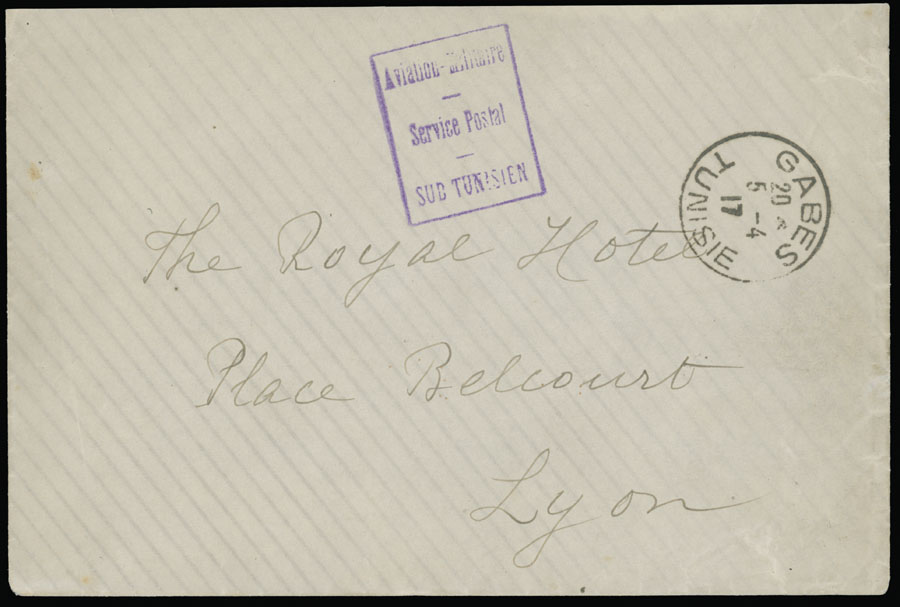 Aviation-Militaire
Service Postal
SUD TUNISIEN
GABES
20
5 -4
17
TUNISIE
The Royal Hotel
Place Belcourt
Lyon